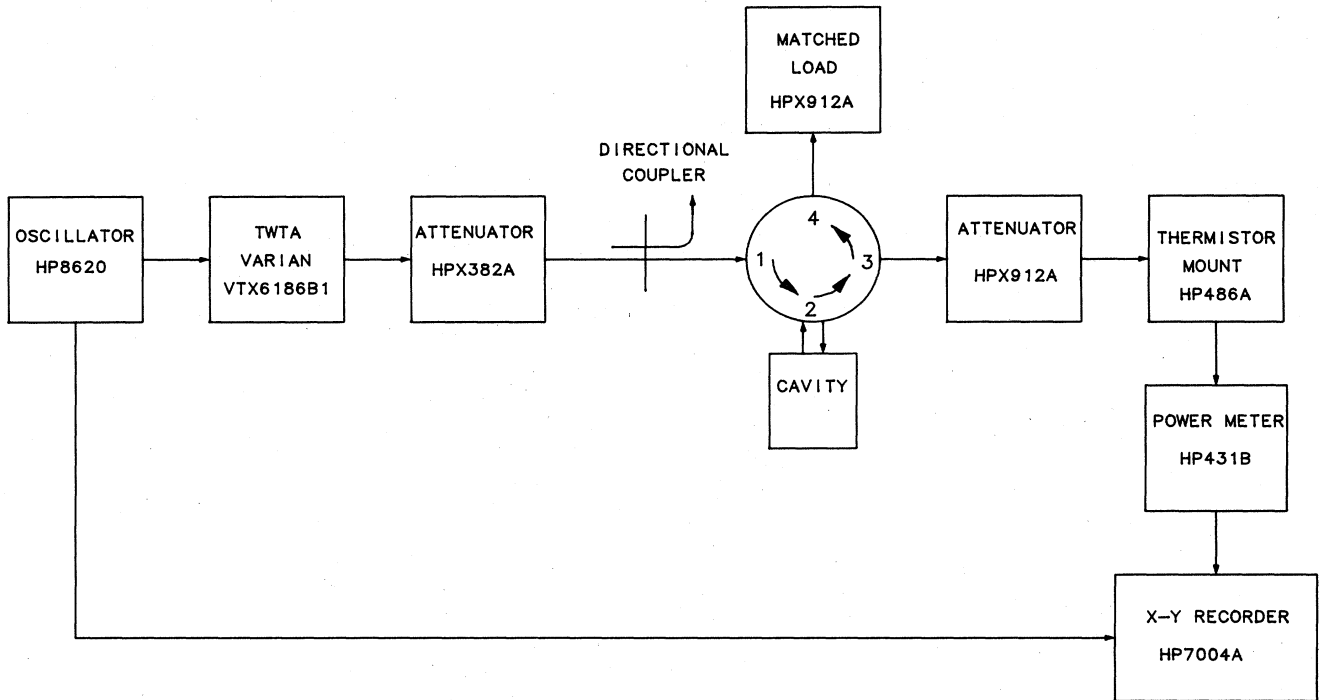 MATCHED
LOAD
HPX912A
DIRECTIONAL
COUPLER
OSCILLATOR
HP8620
TWTA
VARIAN
VTX6186B1
ATTENUATOR
HPX382A
1
2
3
4
CAVITY
ATTENUATOR
HPX912A
THERMISTOR
MOUNT
HP486A
POWER METER
HP431B
X-Y RECORDER
HP7004A